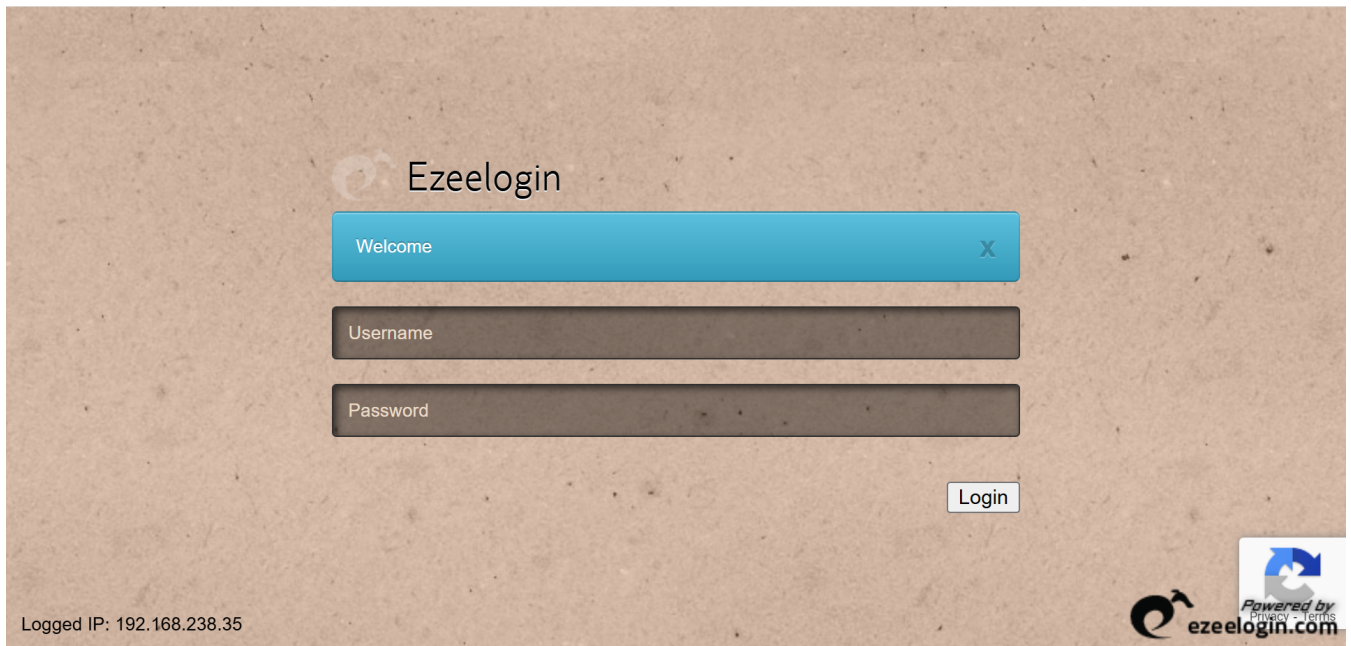 Ezeelogin
Welcome
x
Username
Password
Login
Logged IP: 192.168.238.35
Powered by
Privacy - Terms
ezeelogin.com